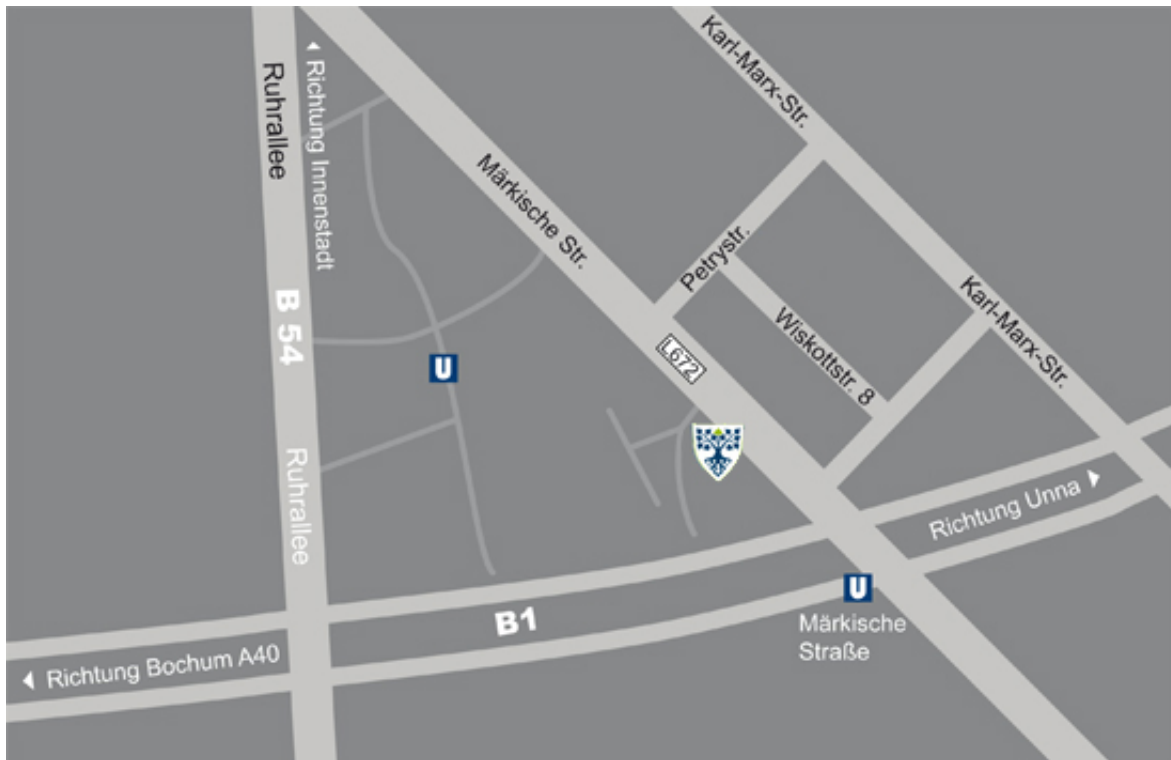 Karl-Marx-Str.
Ruhrallee
Richtung Innenstadt
Märkische Str.
Petrystr.
Karl-Marx-Str.
B 54
Wiskottstr. 8
L672
U
Ruhrallee
Richtung Unna
U
B1
Märkische
Straße
Richtung Bochum A40